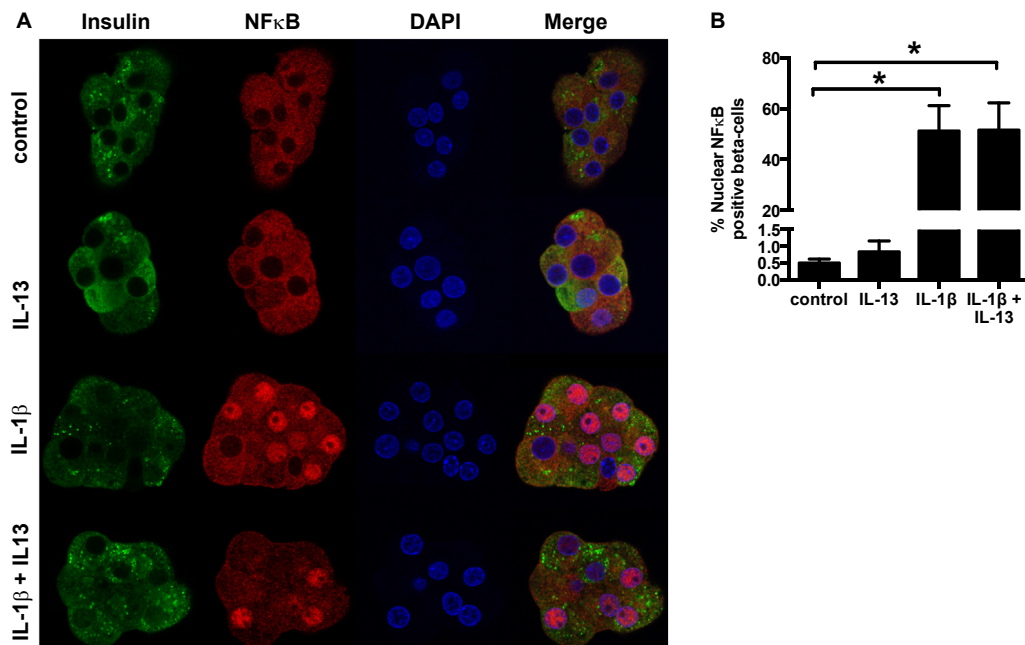 A
Insulin
NFκB
DAPI
Merge
control
IL-13
IL-1β
IL-1β + IL13
B
% Nuclear NFκB
positive beta-cells
80
60
40
20
1.5
1.0
0.5
0.0
*
*
control
IL-13
IL-1β
IL-1β +
IL-13